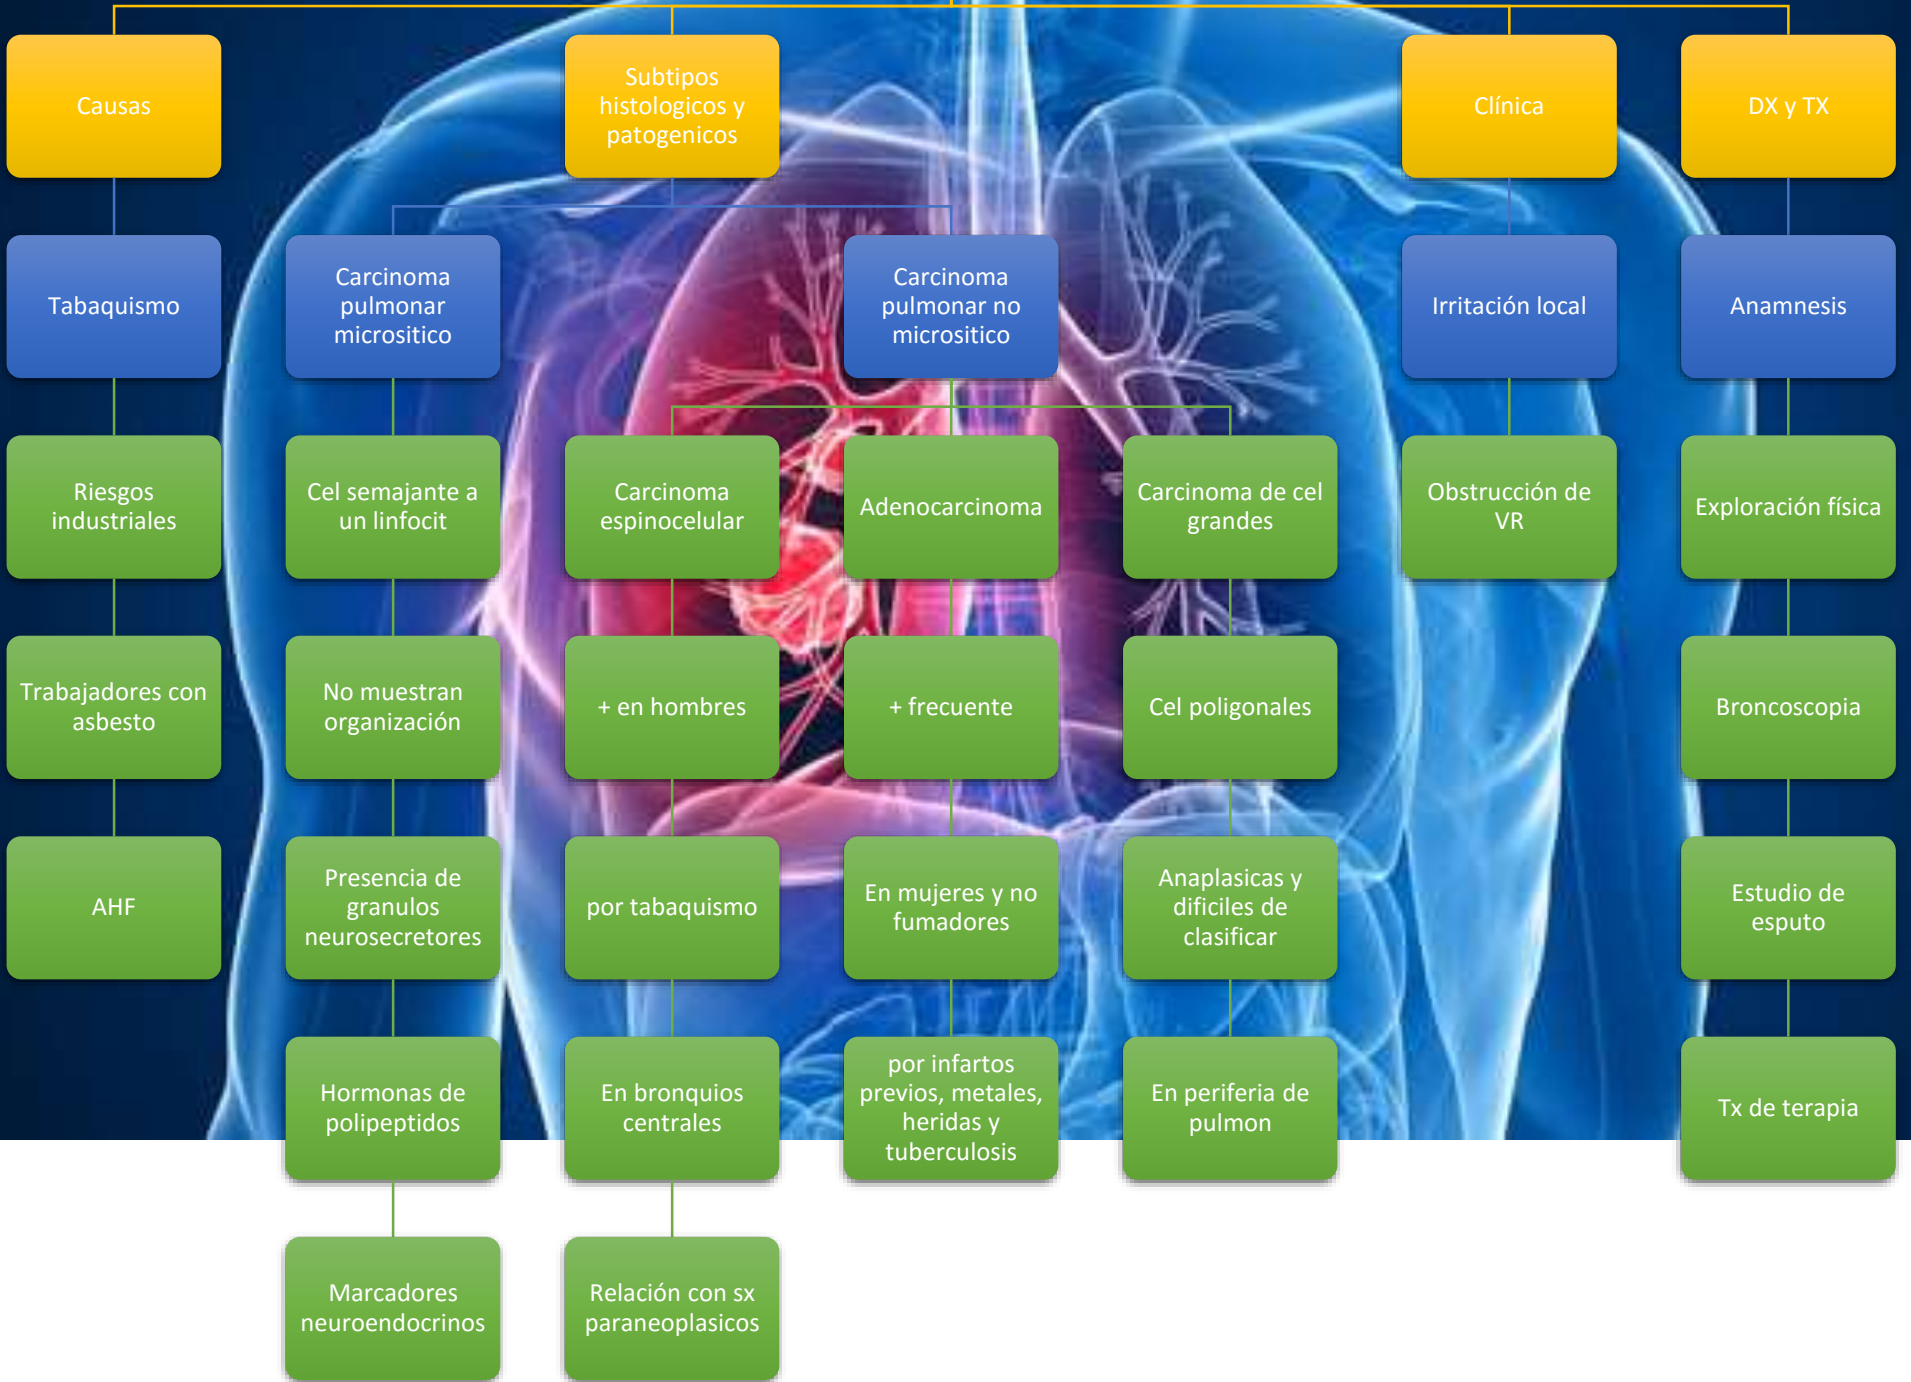 Causas
Subtipos
histologicos y
patogenicos
Clínica
DX y TX
Tabaquismo
Carcinoma
pulmonar
micrositico
Carcinoma
pulmonar no
micrositico
Irritación local
Anamnesis
Riesgos
industriales
Cel semajante a
un linfocit
Carcinoma
espinocelular
Adenocarcinoma
Carcinoma de cel
grandes
Obstrucción de
VR
Exploración física
Trabajadores con
asbesto
No muestran
organización
+ en hombres
+ frecuente
Cel poligonales
Broncoscopia
AHF
Presencia de
granulos
neurosecretores
por tabaquismo
En mujeres y no
fumadores
Anaplasicas y
dificiles de
clasificar
Estudio de
esputo
Hormonas de
polipeptidos
En bronquios
centrales
por infartos
previos, metales,
heridas y
tuberculosis
En periferia de
pulmon
Tx de terapia
Marcadores
neuroendocrinos
Relación con sx
paraneoplasicos